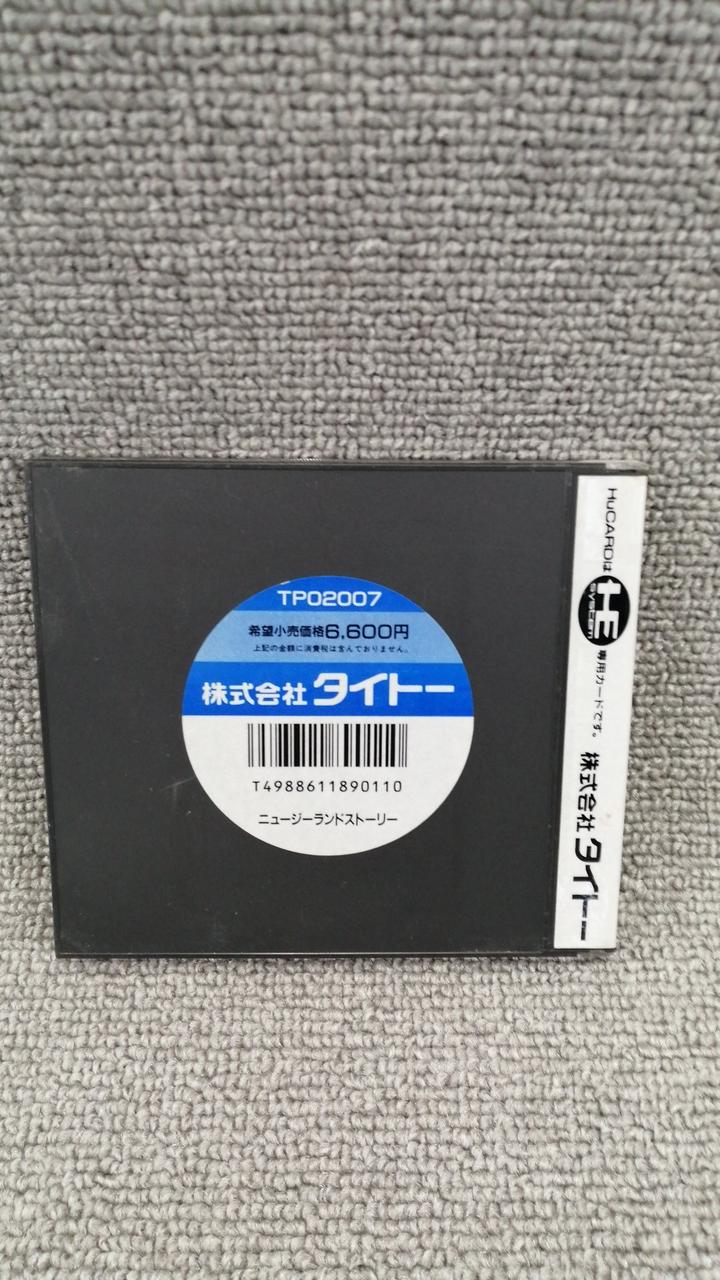 TP02007
希望小売価格6,600円
上記の金額に消費税は含んでおりません。
株式会社 タイトー
T4988611890110
ニュージーランドストーリー
HuCARDは HE SYSTEM 専用カードです。 株式会社 タイトー